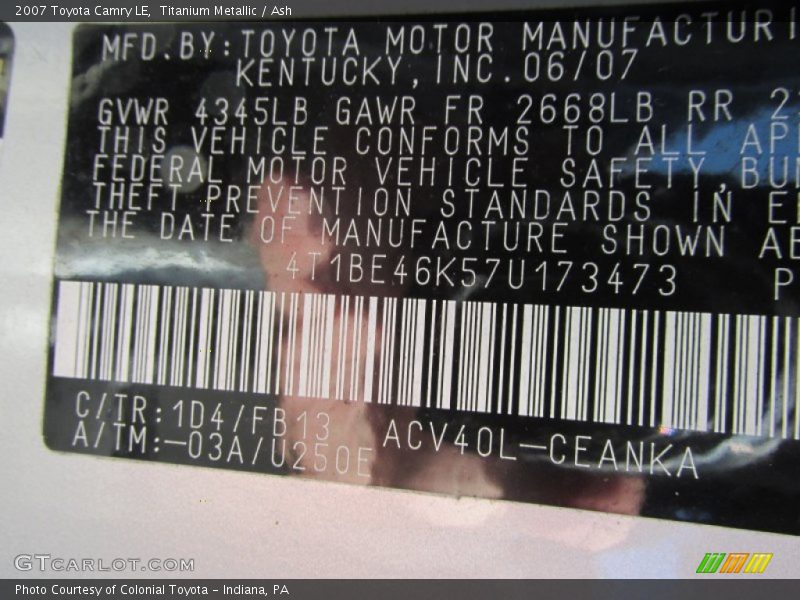 2007 Toyota Camry LE,  Titanium Metallic / Ash
MFD.BY:TOYOTA MOTOR MANUFACTURI
KENTUCKY,INC.06/07
GVWR 4345LB GAWR FR 2668LB RR 2
THIS VEHICLE CONFORMS TO ALL APP
FEDERAL MOTOR VEHICLE SAFETY,BUM
THEFT PREVENTION STANDARDS IN E
THE DATE OF MANUFACTURE SHOWN AB
4T1BE46K57U173473 P
C/TR:1D4/FB13
A/TM:-03A/U250E ACV40L-CEANKA
GTCARLOT.COM
Photo Courtesy of Colonial Toyota - Indiana, PA